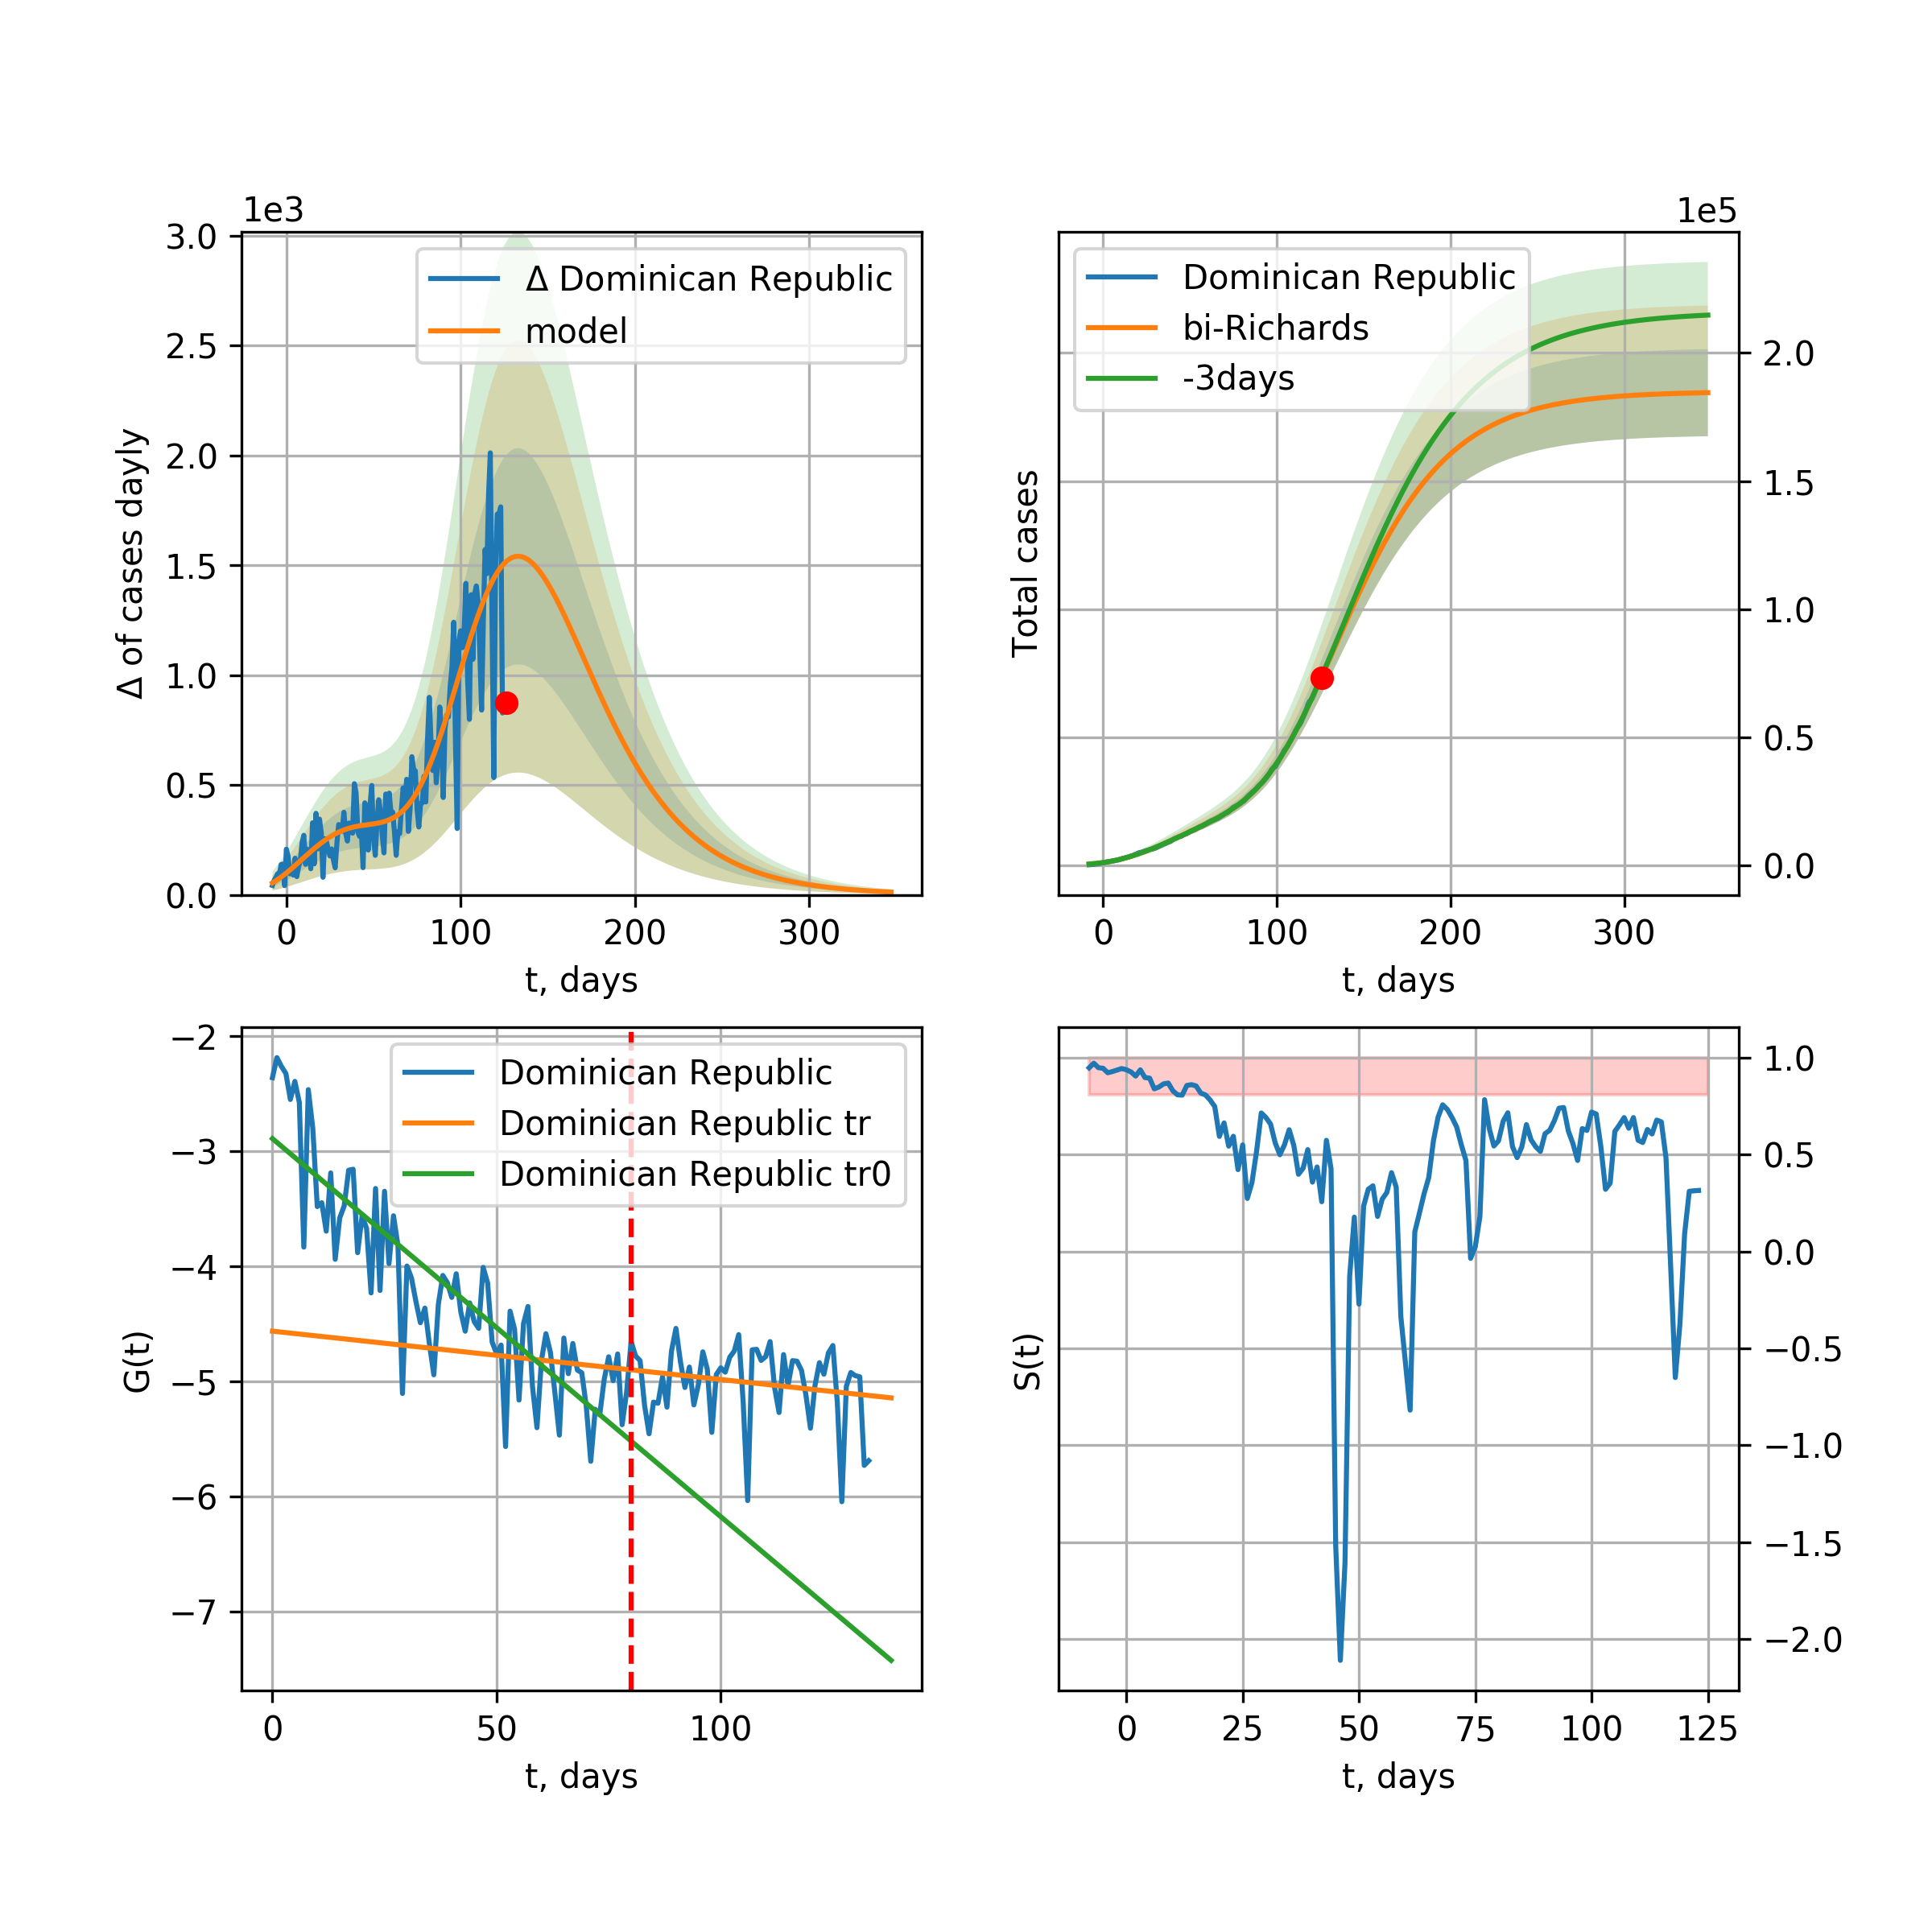 1e3
3.0
2.5
2.0
1.5
1.0
0.5
0.0
Δ of cases dayly
Δ Dominican Republic
model
0 100 200 300
t, days
1e5
Total cases
Dominican Republic
bi-Richards
-3days
2.0
1.5
1.0
0.5
0.0
0 100 200 300
t, days
−2
−3
−4
−5
−6
−7
G(t)
Dominican Republic
Dominican Republic tr
Dominican Republic tr0
0 50 100
t, days
S(t)
1.0
0.5
0.0
−0.5
−1.0
−1.5
−2.0
0 25 50 75 100 125
t, days